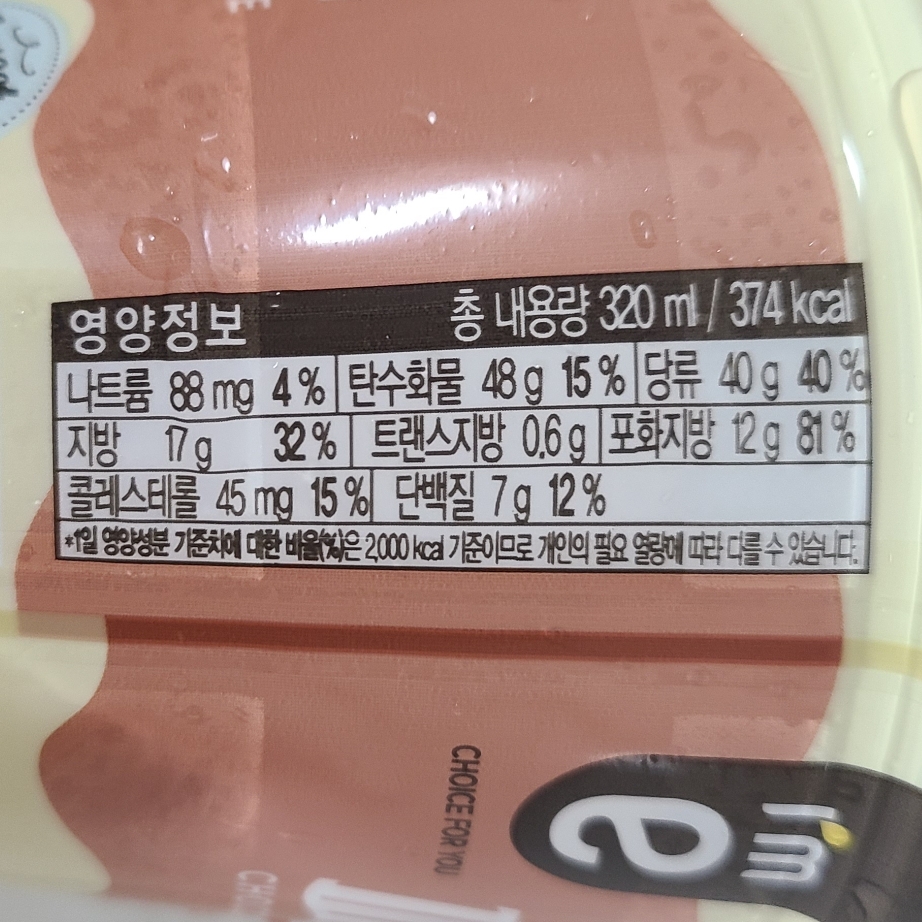 영양정보 총 내용량 320 ml / 374 kcal
나트륨 88 mg 4 % 탄수화물 48 g 15 % 당류 40 g 40 %
지방 17 g 32 % 트랜스지방 0.6 g 포화지방 12 g 81 %
콜레스테롤 45 mg 15 % 단백질 7 g 12 %
*1일 영양성분 기준치에 대한 비율(%)은 2,000 kcal 기준이므로 개인의 필요 열량에 따라 다를 수 있습니다.
CHOICE FOR YOU
I'm
e